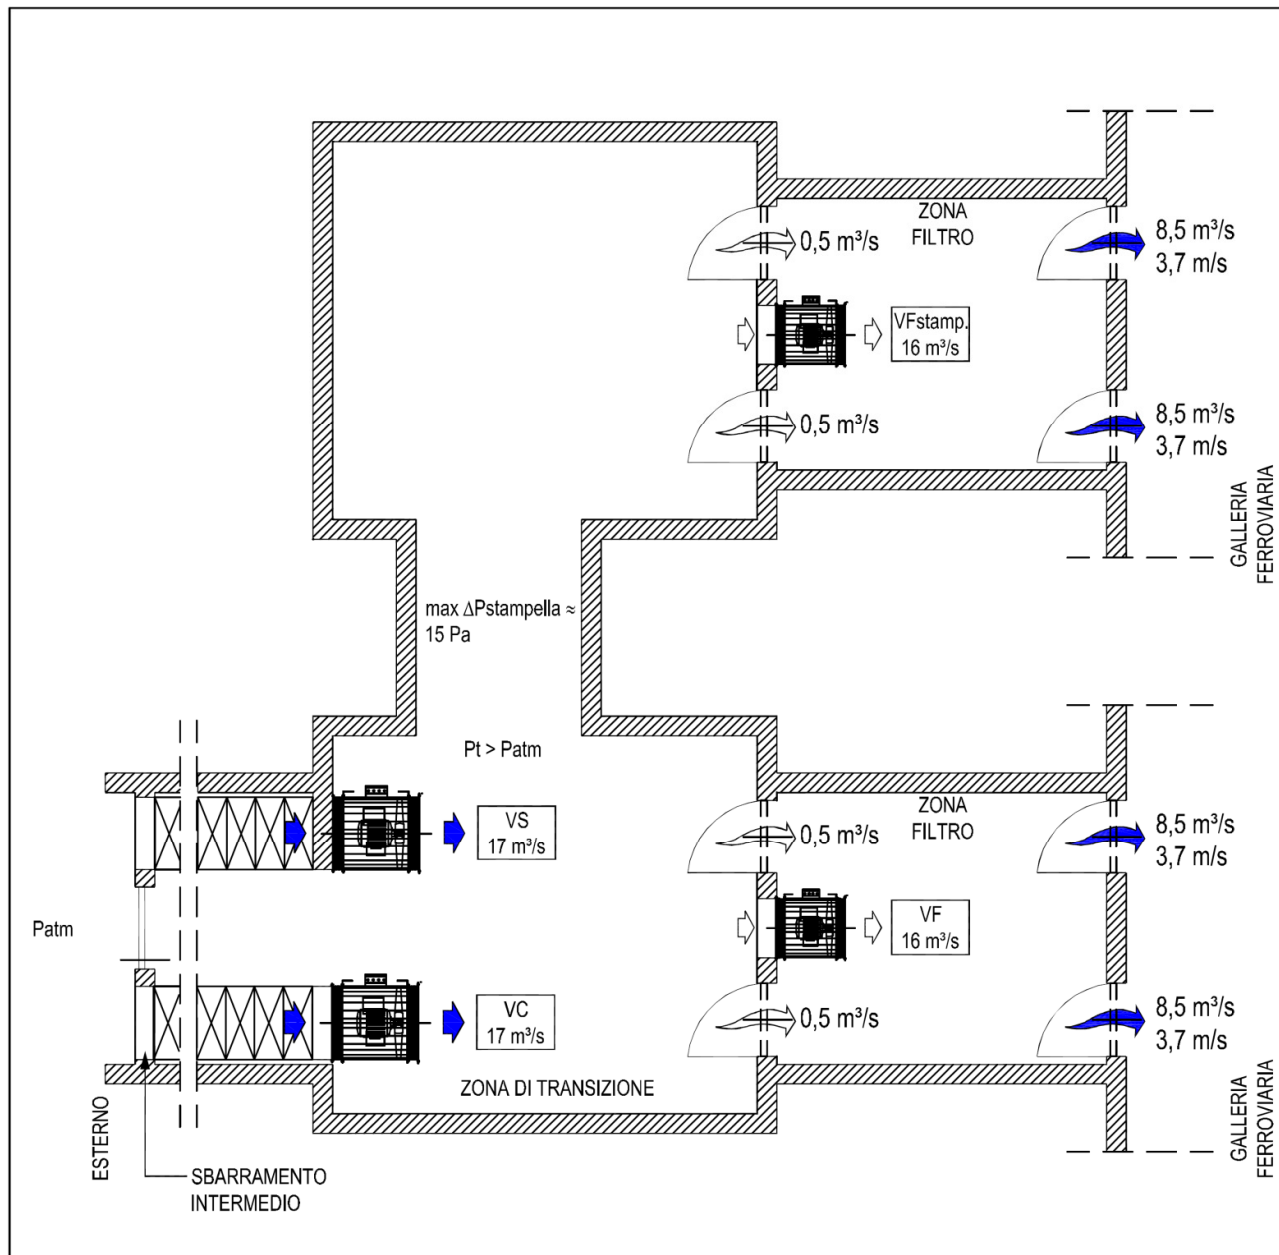 ZONA
FILTRO
0,5 m³/s
8,5 m³/s
3,7 m/s
VFstamp.
16 m³/s
0,5 m³/s
8,5 m³/s
3,7 m/s
GALLERIA
FERROVIARIA
max ΔPstampella ≈
15 Pa
Pt > Patm
ZONA
FILTRO
VS
17 m³/s
0,5 m³/s
8,5 m³/s
3,7 m/s
Patm
VF
16 m³/s
VC
17 m³/s
0,5 m³/s
8,5 m³/s
3,7 m/s
ZONA DI TRANSIZIONE
ESTERNO
GALLERIA
FERROVIARIA
SBARRAMENTO
INTERMEDIO